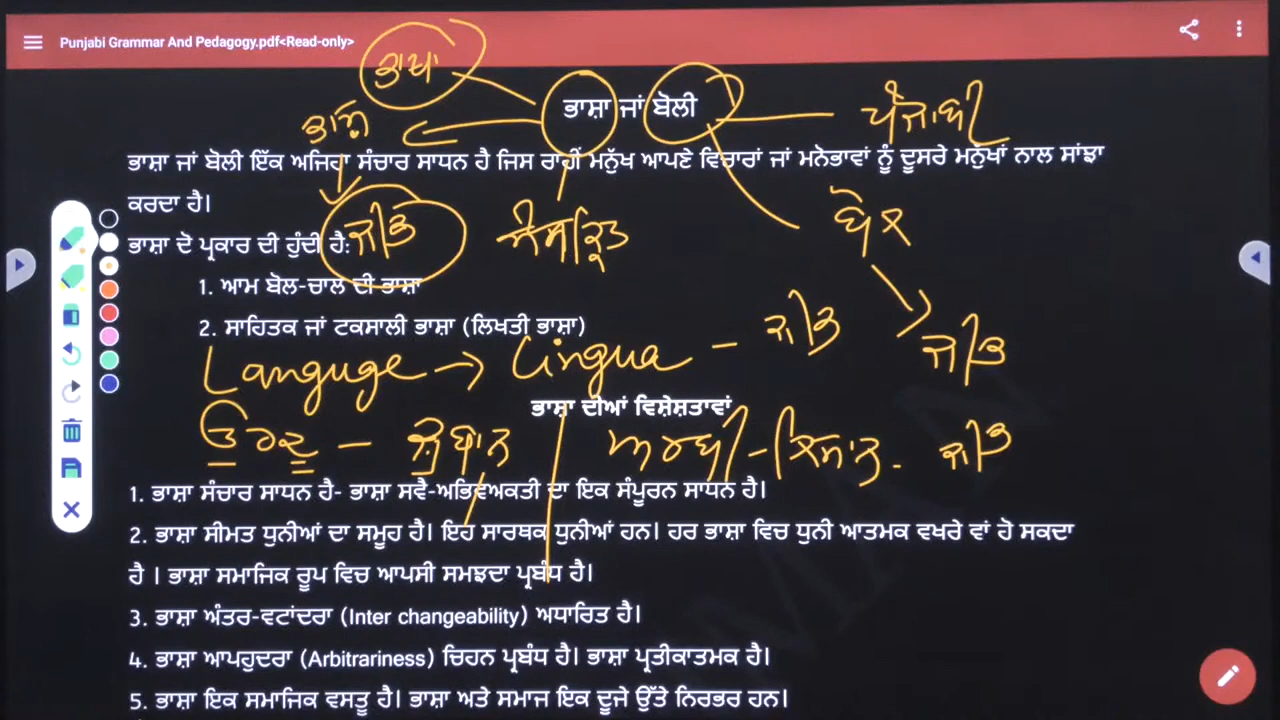 Punjabi Grammar And Pedagogy.pdf<Read-only>
ਭਾਖਾ
ਭਾਸ਼ਾ ਜਾਂ ਬੋਲੀ
ਪੰਜਾਬੀ
ਭਾਸ਼
ਭਾਸ਼ਾ ਜਾਂ ਬੋਲੀ ਇੱਕ ਅਜਿਹਾ ਸੰਚਾਰ ਸਾਧਨ ਹੈ ਜਿਸ ਰਾਹੀਂ ਮਨੁੱਖ ਆਪਣੇ ਵਿਚਾਰਾਂ ਜਾਂ ਮਨੋਭਾਵਾਂ ਨੂੰ ਦੂਸਰੇ ਮਨੁੱਖਾਂ ਨਾਲ ਸਾਂਝਾ
ਕਰਦਾ ਹੈ।
ਜੀਭ
ਬੋਲ
ਭਾਸ਼ਾ ਦੋ ਪ੍ਰਕਾਰ ਦੀ ਹੁੰਦੀ ਹੈ:
1. ਆਮ ਬੋਲ-ਚਾਲ ਦੀ ਭਾਸ਼ਾ
2. ਸਾਹਿਤਕ ਜਾਂ ਟਕਸਾਲੀ ਭਾਸ਼ਾ (ਲਿਖਤੀ ਭਾਸ਼ਾ)
Languge → Lingua - ਜੀਭ
ਜੀਭ
ਭਾਸ਼ਾ ਦੀਆਂ ਵਿਸ਼ੇਸ਼ਤਾਵਾਂ
ਉਰਦੂ - ਜ਼ੁਬਾਨ
ਅਰਬੀ - ਲਿਸਾਨ - ਜੀਭ
1. ਭਾਸ਼ਾ ਸੰਚਾਰ ਸਾਧਨ ਹੈ- ਭਾਸ਼ਾ ਸਵੈ-ਅਭਿਵਅਕਤੀ ਦਾ ਇਕ ਸੰਪੂਰਨ ਸਾਧਨ ਹੈ।
2. ਭਾਸ਼ਾ ਸੀਮਤ ਧੁਨੀਆਂ ਦਾ ਸਮੂਹ ਹੈ। ਇਹ ਸਾਰਥਕ ਧੁਨੀਆਂ ਹਨ। ਹਰ ਭਾਸ਼ਾ ਵਿਚ ਧੁਨੀ ਆਤਮਕ ਵਖਰੇ ਵਾਂ ਹੋ ਸਕਦਾ
ਹੈ । ਭਾਸ਼ਾ ਸਮਾਜਿਕ ਰੂਪ ਵਿਚ ਆਪਸੀ ਸਮਝਦਾ ਪ੍ਰਬੰਧ ਹੈ।
3. ਭਾਸ਼ਾ ਅੰਤਰ-ਵਟਾਂਦਰਾ (Inter changeability) ਅਧਾਰਿਤ ਹੈ।
4. ਭਾਸ਼ਾ ਆਪਹੁਦਰਾ (Arbitrariness) ਚਿਹਨ ਪ੍ਰਬੰਧ ਹੈ। ਭਾਸ਼ਾ ਪ੍ਰਤੀਕਾਤਮਕ ਹੈ।
5. ਭਾਸ਼ਾ ਇਕ ਸਮਾਜਿਕ ਵਸਤੂ ਹੈ। ਭਾਸ਼ਾ ਅਤੇ ਸਮਾਜ ਇਕ ਦੂਜੇ ਉੱਤੇ ਨਿਰਭਰ ਹਨ।